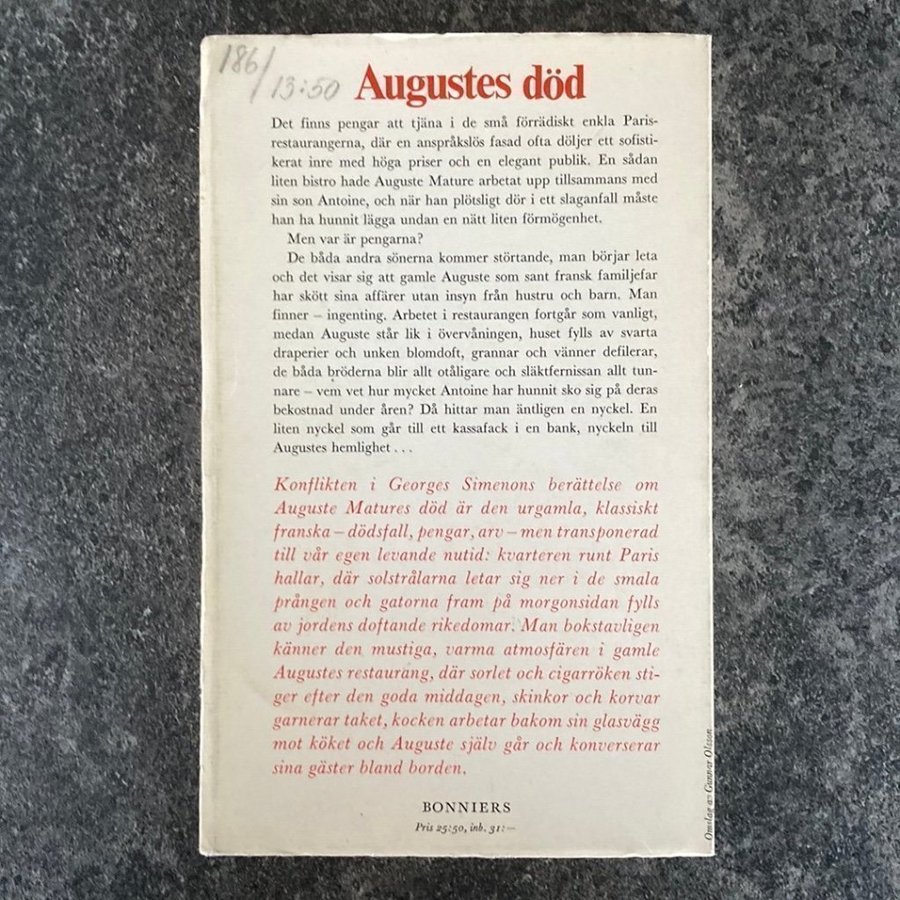 186/
13:50
Augustes död
Det finns pengar att tjäna i de små förrädiskt enkla Paris-
restaurangerna, där en anspråkslös fasad ofta döljer ett sofisti-
kerat inre med höga priser och en elegant publik. En sådan
liten bistro hade Auguste Mature arbetat upp tillsammans med
sin son Antoine, och när han plötsligt dör i ett slaganfall måste
han ha hunnit lägga undan en nätt liten förmögenhet.
Men var är pengarna?
De båda andra sönerna kommer störtande, man börjar leta
och det visar sig att gamle Auguste som sant fransk familjefar
har skött sina affärer utan insyn från hustru och barn. Man
finner – ingenting. Arbetet i restaurangen fortgår som vanligt,
medan Auguste står lik i övervåningen, huset fylls av svarta
draperier och unken blomdoft, grannar och vänner defilerar,
de båda bröderna blir allt otåligare och släktfernissan allt tun-
nare – vem vet hur mycket Antoine har hunnit sko sig på deras
bekostnad under åren? Då hittar man äntligen en nyckel. En
liten nyckel som går till ett kassafack i en bank, nyckeln till
Augustes hemlighet . . .
Konflikten i Georges Simenons berättelse om
Auguste Matures död är den urgamla, klassiskt
franska – dödsfall, pengar, arv – men transponerad
till vår egen levande nutid: kvarteren runt Paris
hallar, där solstrålarna letar sig ner i de smala
prången och gatorna fram på morgonsidan fylls
av jordens doftande rikedomar. Man bokstavligen
känner den mustiga, varma atmosfären i gamle
Augustes restaurang, där sorlet och cigarröken sti-
ger efter den goda middagen, skinkor och korvar
garnerar taket, kocken arbetar bakom sin glasvägg
mot köket och Auguste själv går och konverserar
sina gäster bland borden.
BONNIERS
Pris 25:50, inb. 31:–
Omslag av Gunnar Olsson